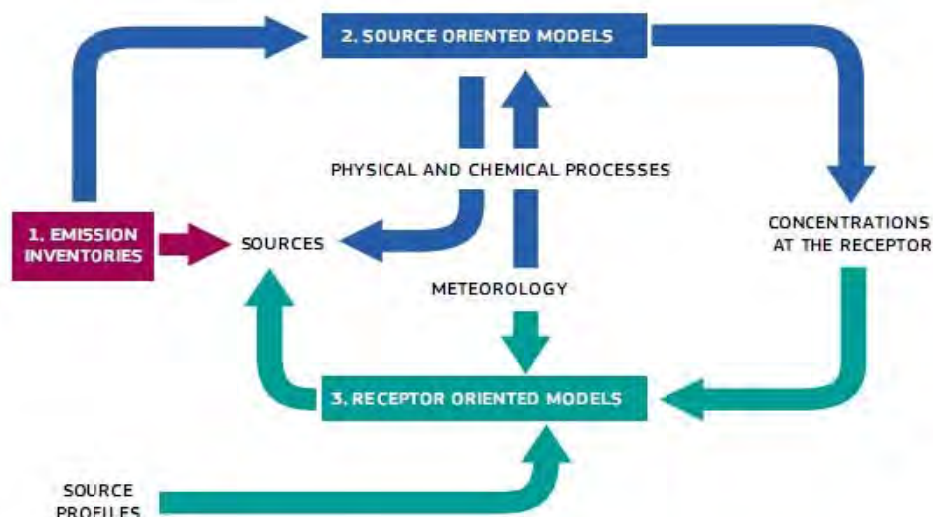 2. SOURCE ORIENTED MODELS
PHYSICAL AND CHEMICAL PROCESSES
1. EMISSION
INVENTORIES
SOURCES
CONCENTRATIONS
AT THE RECEPTOR
METEOROLOGY
3. RECEPTOR ORIENTED MODELS
SOURCE
PROFILES